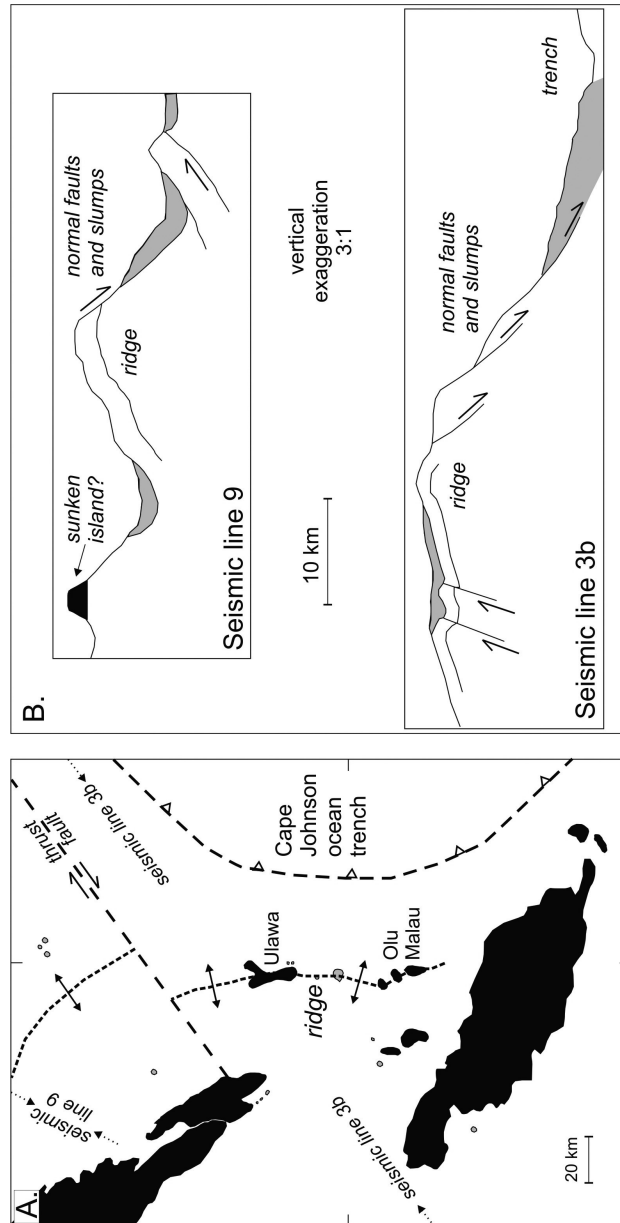 A.
seismic
line 9
thrust
fault
seismic line 3b
Ulawa
ridge
Olu
Malau
Cape
Johnson
ocean
trench
seismic line 3b
20 km
B.
sunken
island?
normal faults
and slumps
ridge
Seismic line 9
10 km
vertical
exaggeration
3:1
normal faults
and slumps
ridge
trench
Seismic line 3b